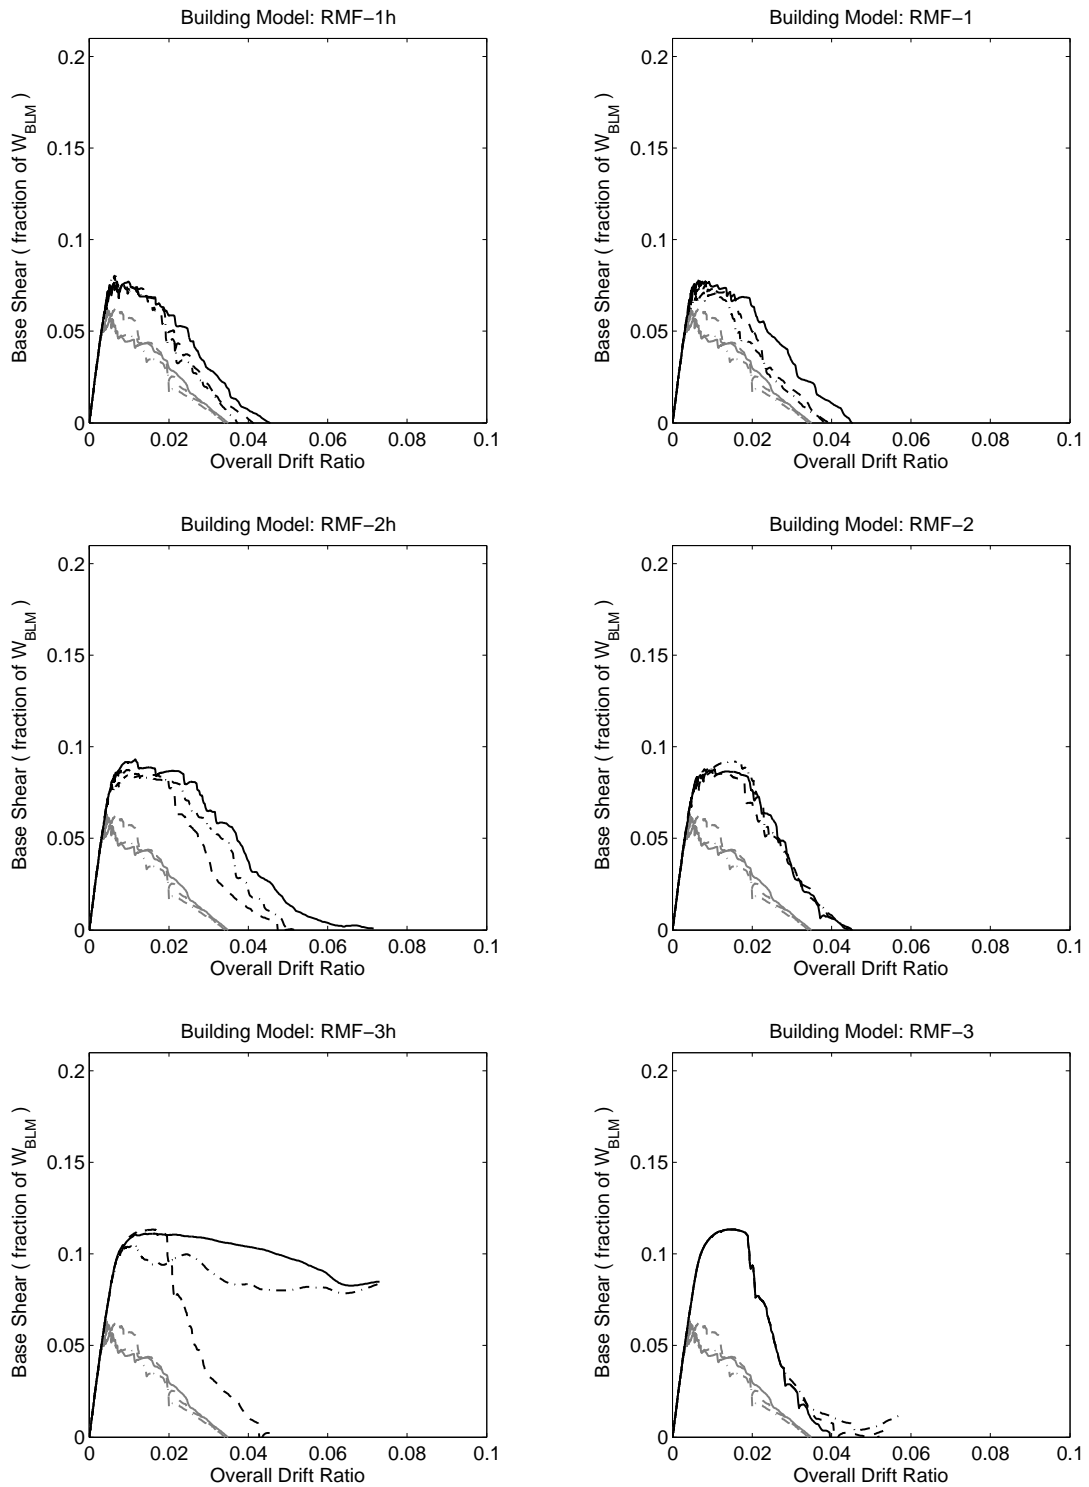 Building Model: RMF−1h
Base Shear ( fraction of W_BLM )
0.2
0.15
0.1
0.05
0
0 0.02 0.04 0.06 0.08 0.1
Overall Drift Ratio
Building Model: RMF−1
Base Shear ( fraction of W_BLM )
0.2
0.15
0.1
0.05
0
0 0.02 0.04 0.06 0.08 0.1
Overall Drift Ratio
Building Model: RMF−2h
Base Shear ( fraction of W_BLM )
0.2
0.15
0.1
0.05
0
0 0.02 0.04 0.06 0.08 0.1
Overall Drift Ratio
Building Model: RMF−2
Base Shear ( fraction of W_BLM )
0.2
0.15
0.1
0.05
0
0 0.02 0.04 0.06 0.08 0.1
Overall Drift Ratio
Building Model: RMF−3h
Base Shear ( fraction of W_BLM )
0.2
0.15
0.1
0.05
0
0 0.02 0.04 0.06 0.08 0.1
Overall Drift Ratio
Building Model: RMF−3
Base Shear ( fraction of W_BLM )
0.2
0.15
0.1
0.05
0
0 0.02 0.04 0.06 0.08 0.1
Overall Drift Ratio